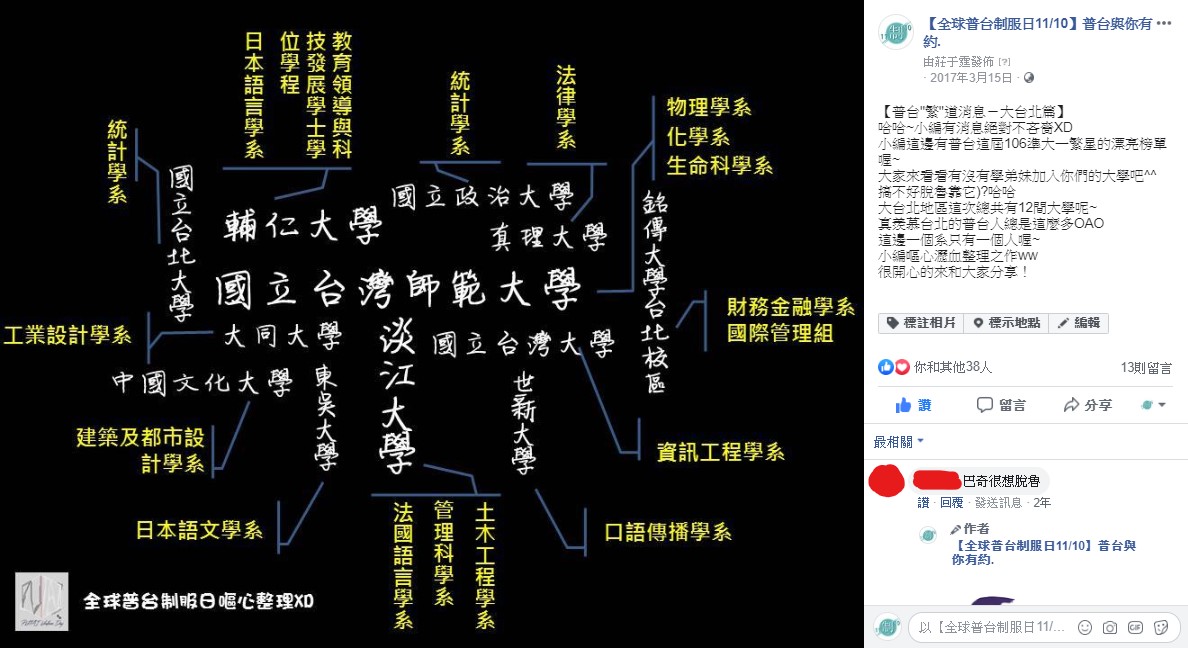 教育領導與科
技發展學士學
位學程
日本語言學系
統計學系
法律學系
物理學系
化學系
生命科學系
統計學系
國立台北大學
輔仁大學
國立政治大學
真理大學
銘傳大學台北校區
國立台灣師範大學
財務金融學系
國際管理組
工業設計學系
大同大學
淡江大學
國立台灣大學
中國文化大學
東吳大學
世新大學
建築及都市設
計學系
資訊工程學系
日本語文學系
法國語言學系
管理科學系
土木工程學系
口語傳播學系
全球普台制服日嘔心整理XD
【全球普台制服日11/10】普台與你有
約.
由莊于霆發佈 [?]
· 2017年3月15日 ·
【普台"繁"道消息－大台北篇】
哈哈~小編有消息絕對不吝嗇XD
小編這邊有普台這屆106準大一繁星的漂亮榜單
喔~
大家來看看有沒有學弟妹加入你們的大學吧^^
搞不好脫魯靠它)?哈哈
大台北地區這次總共有12間大學呢~
真羨慕台北的普台人總是這麼多OAO
這邊一個系只有一個人喔~
小編嘔心瀝血整理之作ww
很開心的來和大家分享！
標註相片
標示地點
編輯
你和其他38人
13則留言
讚
留言
分享
最相關
巴奇很想脫魯
讚 · 回覆 · 發送訊息 · 2年
作者
【全球普台制服日11/10】普台與
你有約.
以【全球普台制服日11/...
GIF